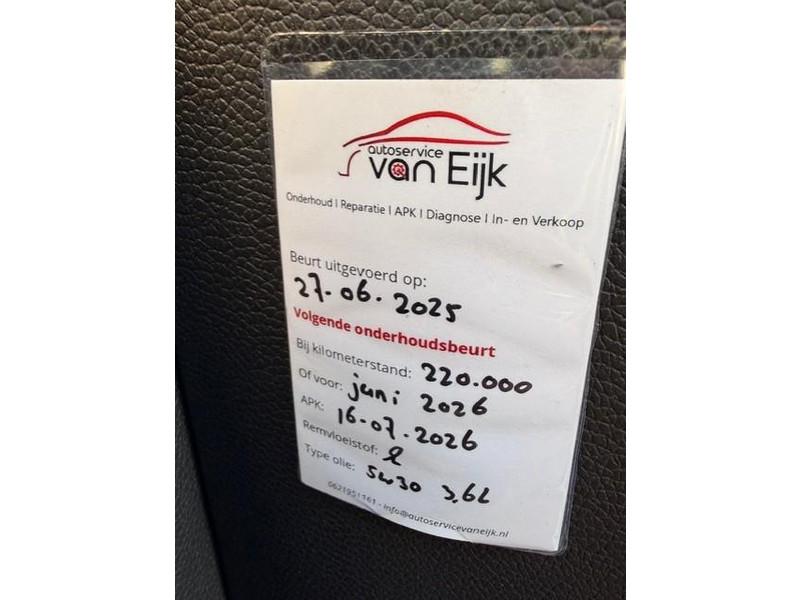 autoservice
van Eijk
Onderhoud | Reparatie | APK | Diagnose | In- en Verkoop
Beurt uitgevoerd op:
27-06-2025
Volgende onderhoudsbeurt
Bij kilometerstand: 220.000
Of voor: juni 2026
APK: 16-07-2026
Remvloeistof:
Type olie: 5w30 3,6L
info@autoservicevaneijk.nl